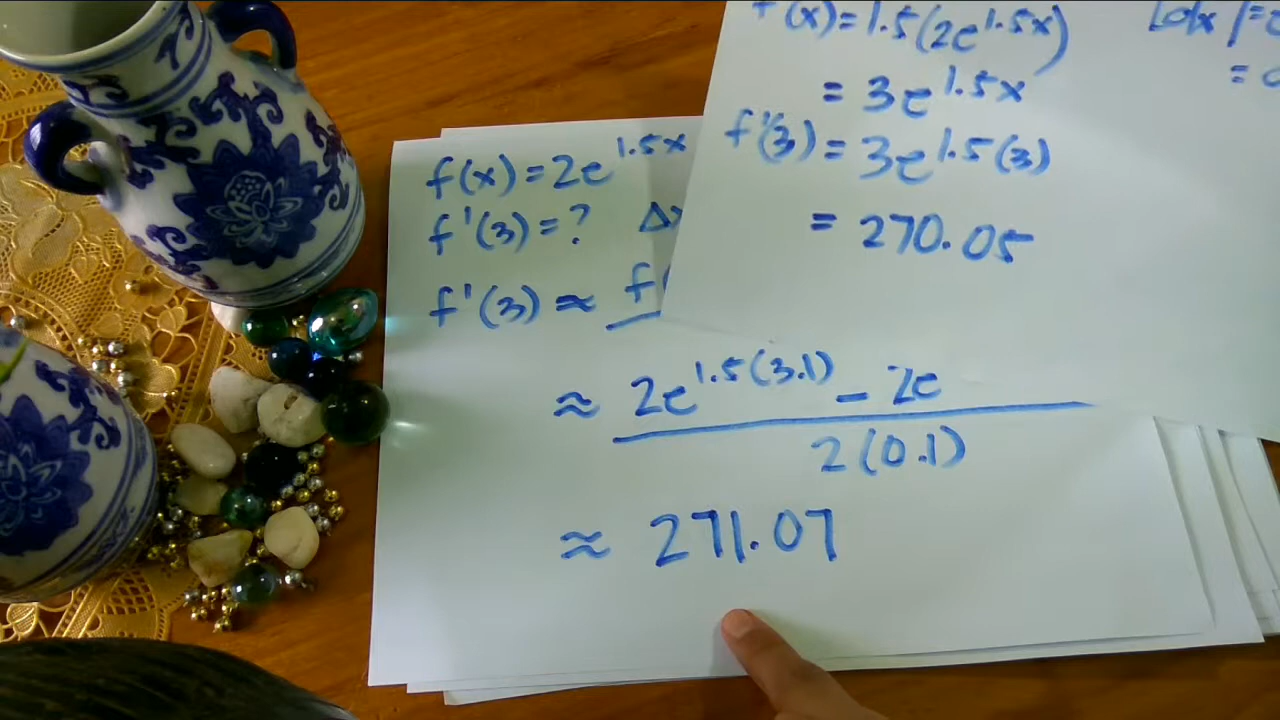 f(x) = 2e^1.5x
f'(3) = ? Δx
f'(3) ≈ f(
≈ 2e^1.5(3.1) - 2e
2(0.1)
≈ 271.07
f'(x) = 1.5(2e^1.5x)
= 3e^1.5x
f'(3) = 3e^1.5(3)
= 270.05